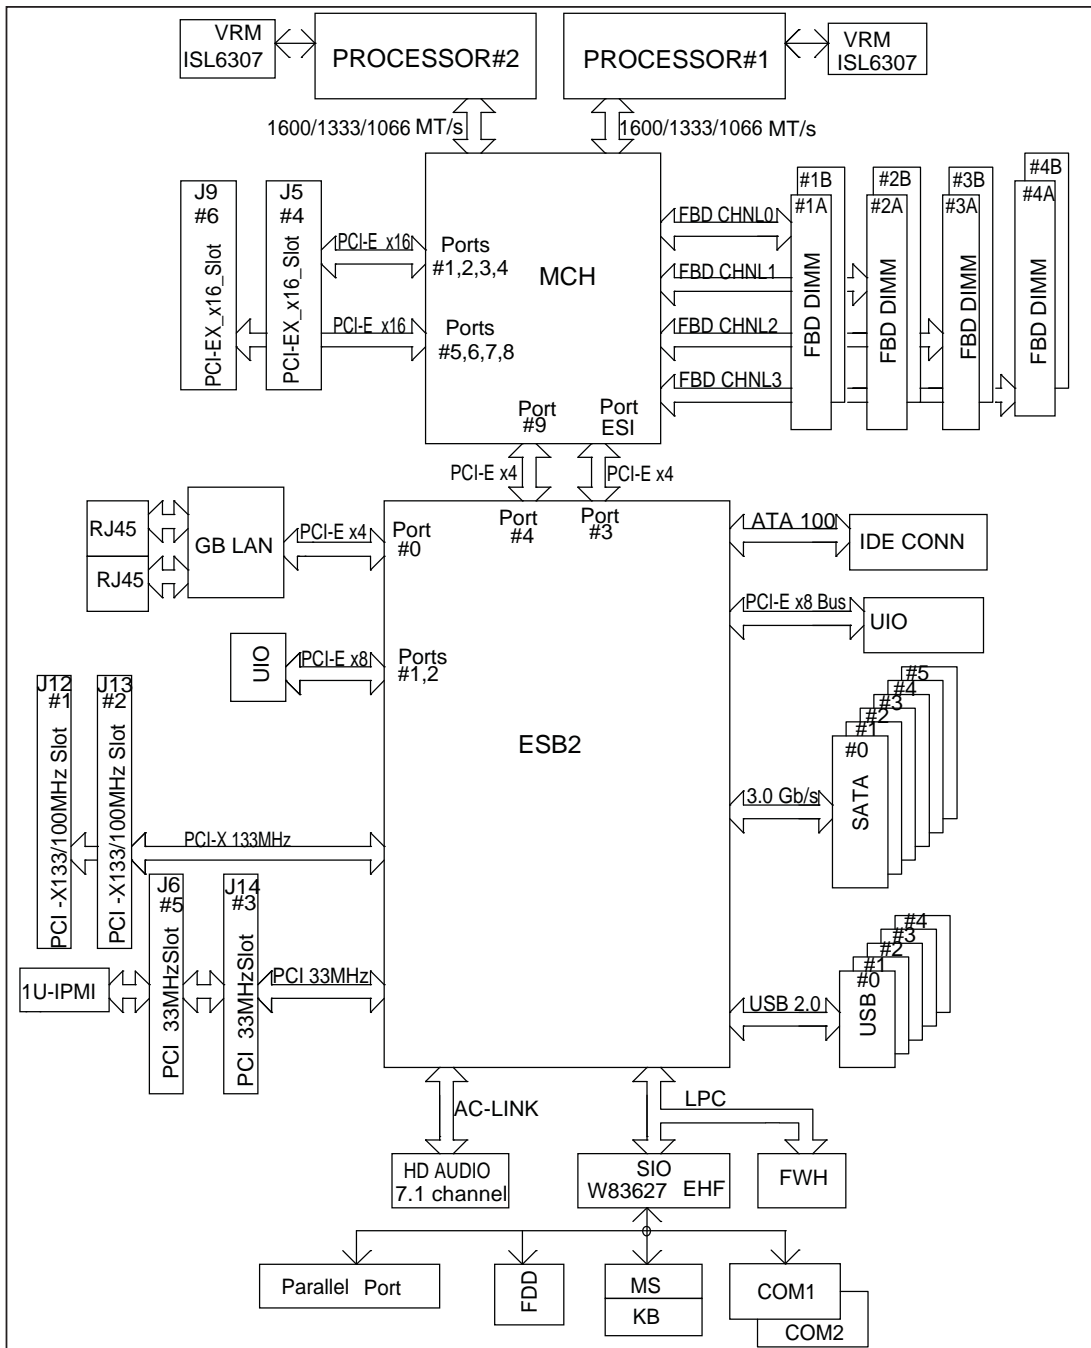 VRM
ISL6307
PROCESSOR#2
PROCESSOR#1
VRM
ISL6307
1600/1333/1066 MT/s
1600/1333/1066 MT/s
J9
#6
PCI-EX_x16_Slot
J5
#4
PCI-EX_x16_Slot
PCI-E x16
PCI-E x16
Ports
#1,2,3,4
Ports
#5,6,7,8
MCH
Port
#9
Port
ESI
FBD CHNL0
FBD CHNL1
FBD CHNL2
FBD CHNL3
#1B
#1A
FBD DIMM
#2B
#2A
FBD DIMM
#3B
#3A
FBD DIMM
#4B
#4A
FBD DIMM
PCI-E x4
PCI-E x4
RJ45
RJ45
GB LAN
PCI-E x4
Port
#0
Port
#4
Port
#3
ATA 100
IDE CONN
PCI-E x8 Bus
UIO
UIO
PCI-E x8
Ports
#1,2
ESB2
J12
#1
PCI -X133/100MHz Slot
J13
#2
PCI -X133/100MHz Slot
PCI-X 133MHz
3.0 Gb/s
#5
#4
#3
#2
#1
#0
SATA
J6
#5
PCI 33MHzSlot
J14
#3
PCI 33MHzSlot
1U-IPMI
PCI 33MHz
USB 2.0
#4
#3
#2
#1
#0
USB
AC-LINK
LPC
HD AUDIO
7.1 channel
SIO
W83627 EHF
FWH
Parallel Port
FDD
MS
KB
COM1
COM2